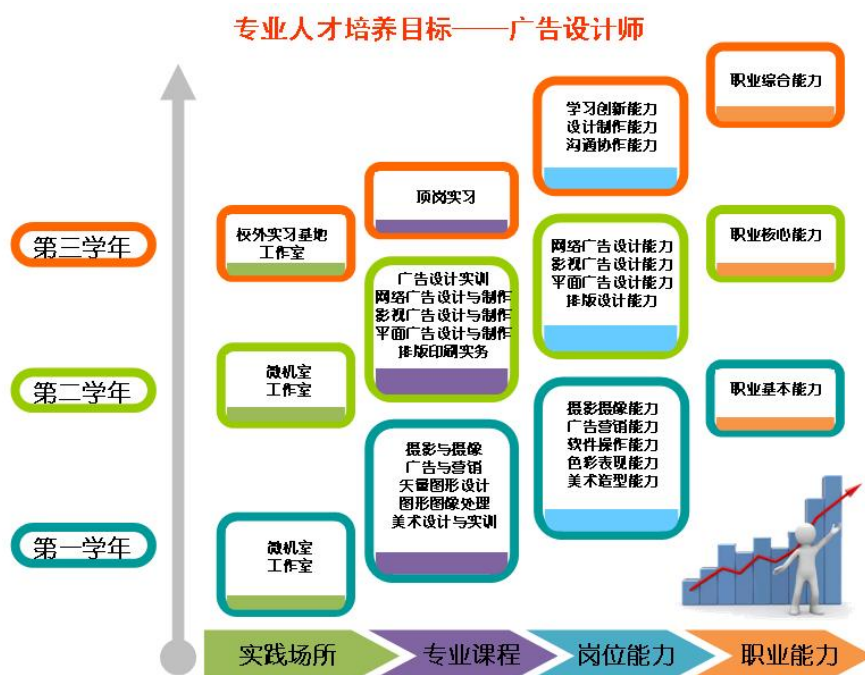 专业人才培养目标——广告设计师
职业综合能力
学习创新能力
设计制作能力
沟通协作能力
顶岗实习
第三学年
校外实习基地
工作室
职业核心能力
网络广告设计能力
影视广告设计能力
平面广告设计能力
排版设计能力
广告设计实训
网络广告设计与制作
影视广告设计与制作
平面广告设计与制作
排版印刷实务
第二学年
微机室
工作室
职业基本能力
摄影摄像能力
广告营销能力
软件操作能力
色彩表现能力
美术造型能力
摄影与摄像
广告与营销
矢量图形设计
图形图像处理
美术设计与实训
第一学年
微机室
工作室
实践场所
专业课程
岗位能力
职业能力